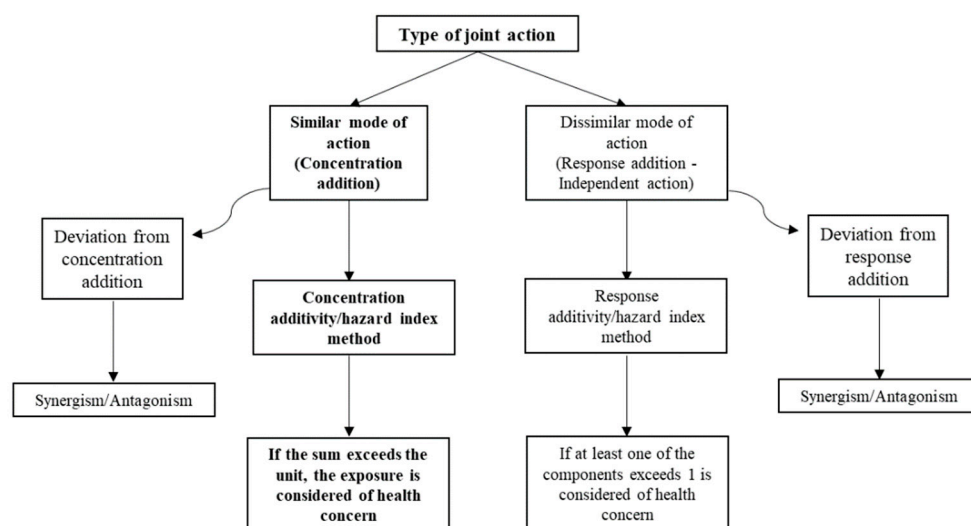 Type of joint action
Similar mode of
action
(Concentration
addition)
Dissimilar mode of
action
(Response addition -
Independent action)
Deviation from
concentration
addition
Deviation from
response
addition
Concentration
additivity/hazard index
method
Response
additivity/hazard index
method
Synergism/Antagonism
Synergism/Antagonism
If the sum exceeds the
unit, the exposure is
considered of health
concern
If at least one of the
components exceeds 1 is
considered of health
concern